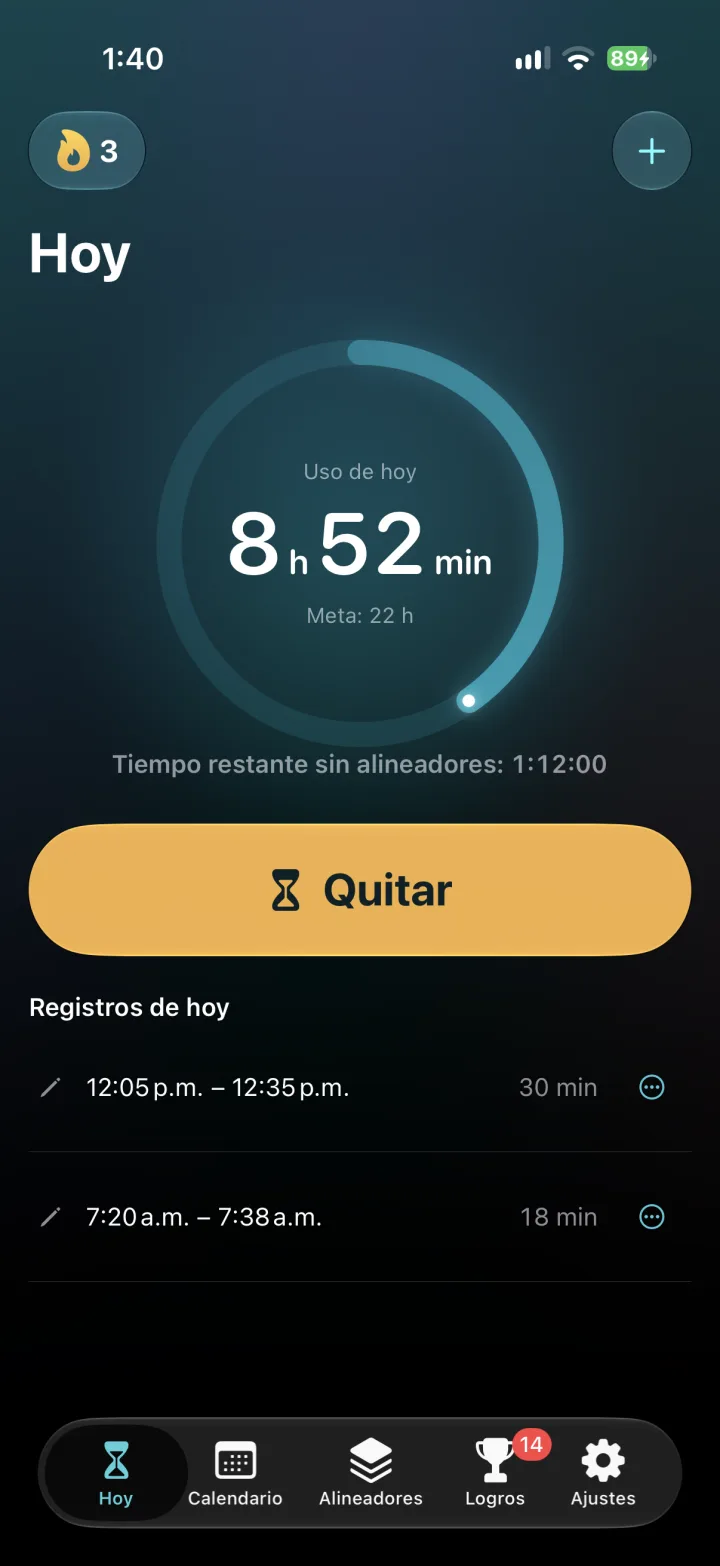 1:40
89
3
Hoy
Uso de hoy
8 h 52 min
Meta: 22 h
Tiempo restante sin alineadores: 1:12:00
Quitar
Registros de hoy
12:05 p.m. – 12:35 p.m. 30 min
7:20 a.m. – 7:38 a.m. 18 min
14
Hoy Calendario Alineadores Logros Ajustes